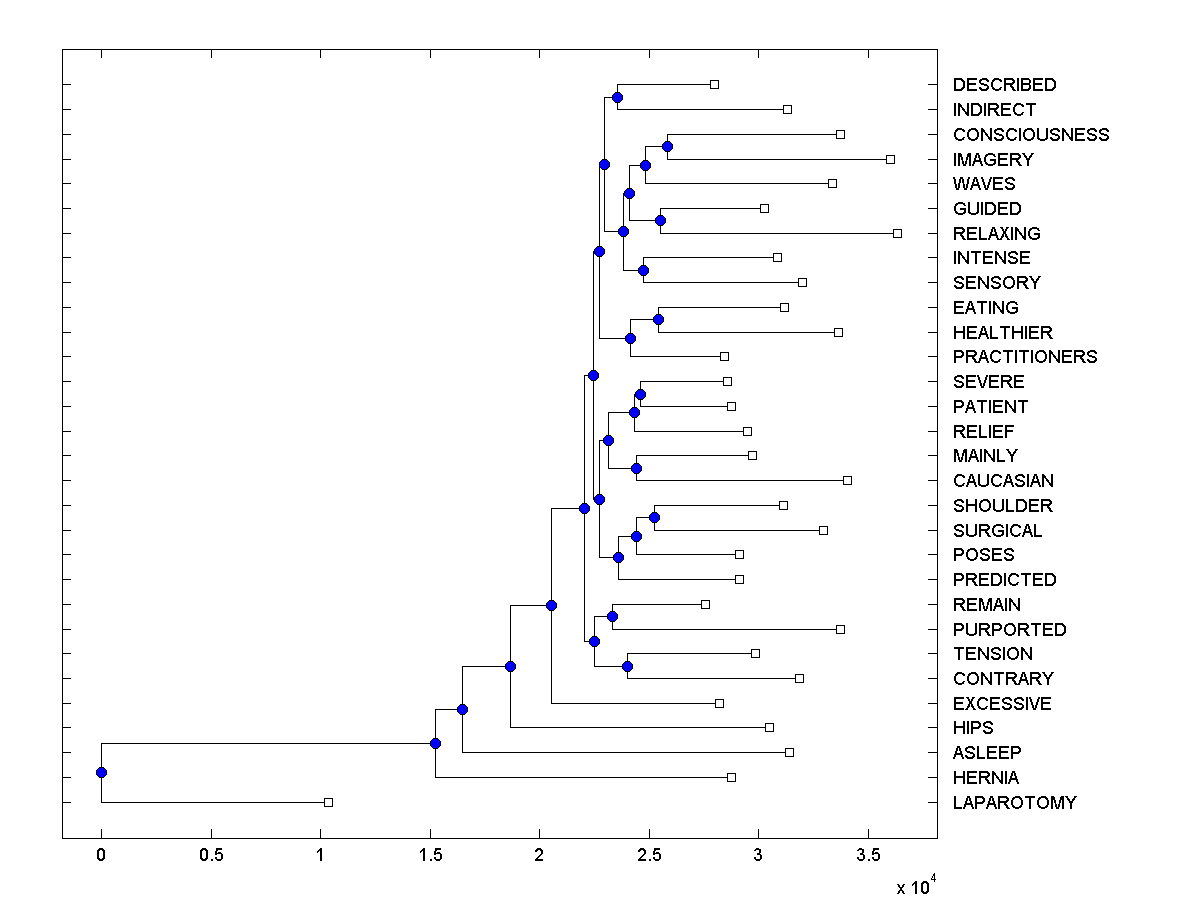 DESCRIBED
INDIRECT
CONSCIOUSNESS
IMAGERY
WAVES
GUIDED
RELAXING
INTENSE
SENSORY
EATING
HEALTHIER
PRACTITIONERS
SEVERE
PATIENT
RELIEF
MAINLY
CAUCASIAN
SHOULDER
SURGICAL
POSES
PREDICTED
REMAIN
PURPORTED
TENSION
CONTRARY
EXCESSIVE
HIPS
ASLEEP
HERNIA
LAPAROTOMY
0 0.5 1 1.5 2 2.5 3 3.5
x 10^4